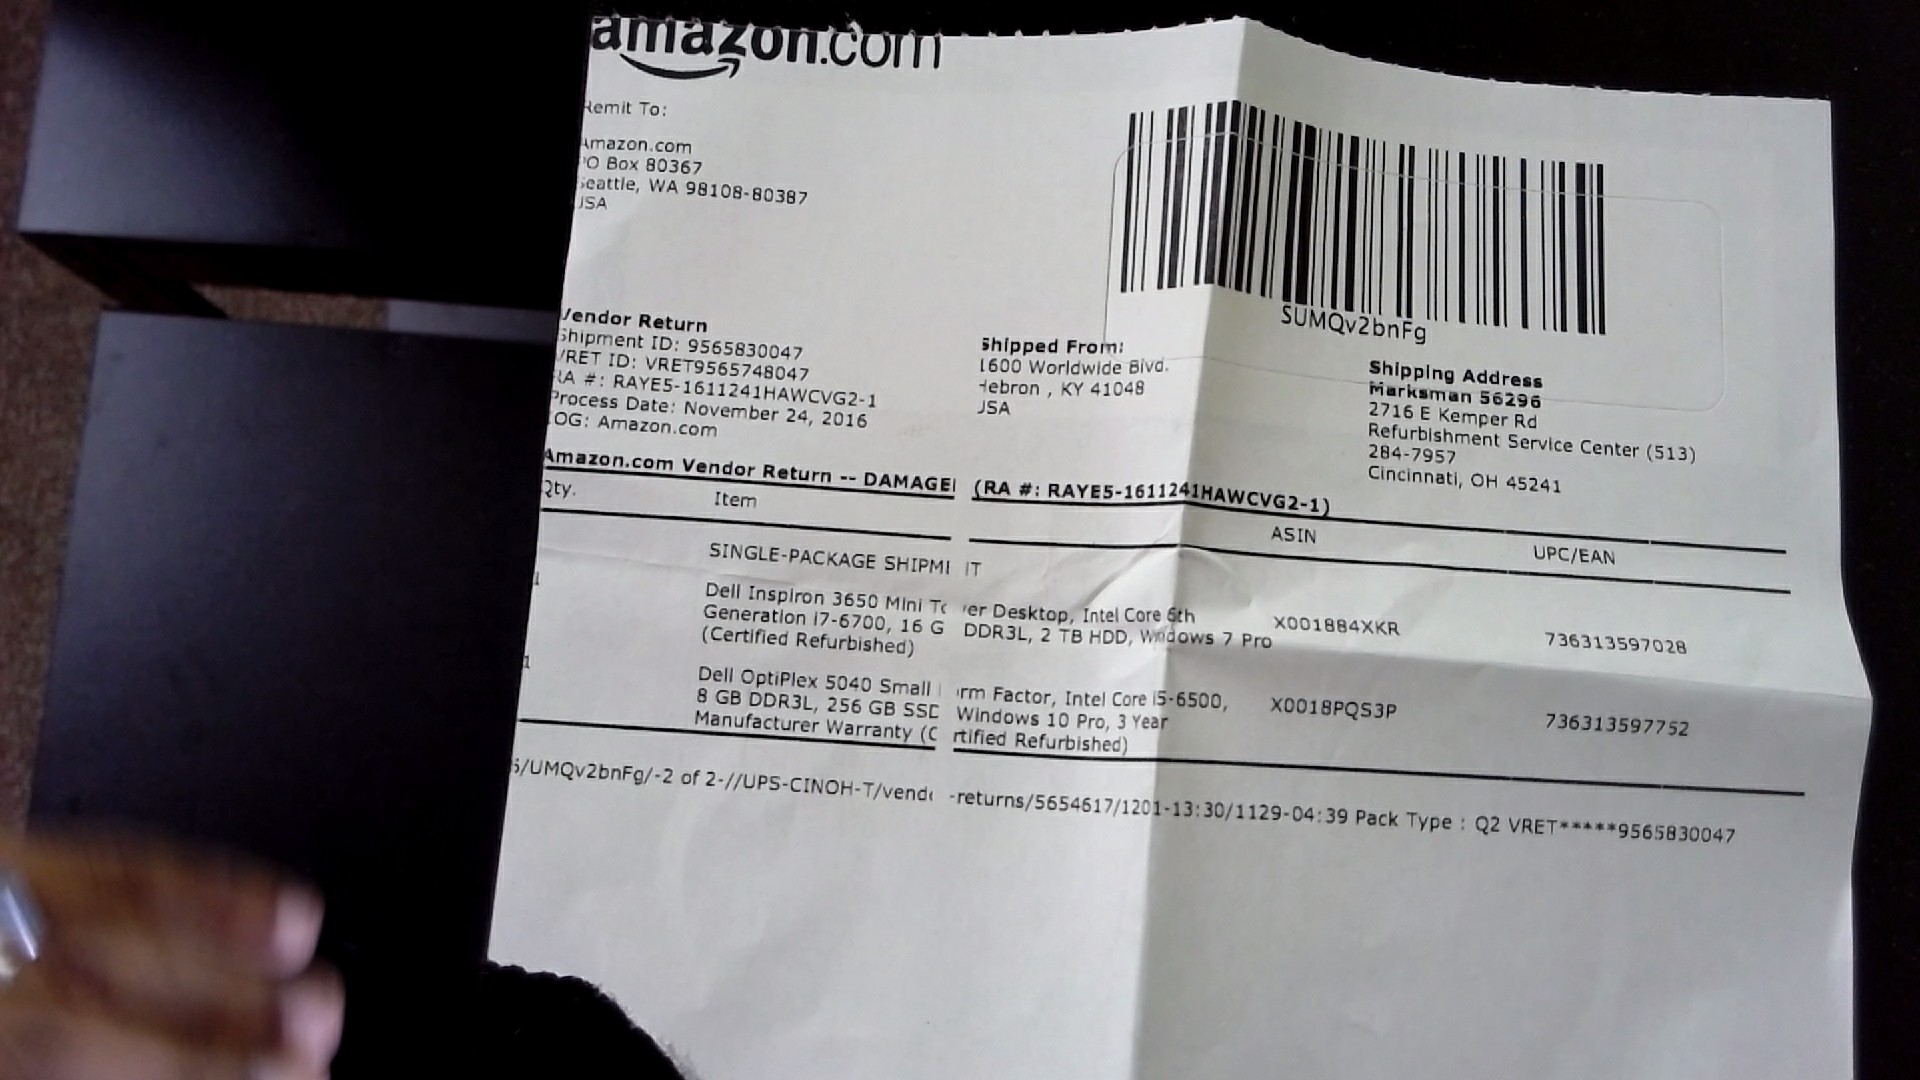 amazon.com
Remit To:
Amazon.com
PO Box 80367
Seattle, WA 98108-80387
USA
SUMQv2bnFg
Vendor Return
Shipment ID: 9565830047
VRET ID: VRET9565748047
RA #: RAYE5-1611241HAWCVG2-1
Process Date: November 24, 2016
OG: Amazon.com
Shipped From:
1600 Worldwide Blvd.
Hebron , KY 41048
USA
Shipping Address
Marksman 56296
2716 E Kemper Rd
Refurbishment Service Center (513)
284-7957
Cincinnati, OH 45241
Amazon.com Vendor Return -- DAMAGE (RA #: RAYE5-1611241HAWCVG2-1)
Qty. Item ASIN UPC/EAN
SINGLE-PACKAGE SHIPM IT
1 Dell Inspiron 3650 Mini To er Desktop, Intel Core 6th X001884XKR 736313597028
Generation i7-6700, 16 G DDR3L, 2 TB HDD, Windows 7 Pro
(Certified Refurbished)
1 Dell OptiPlex 5040 Small rm Factor, Intel Core i5-6500, X0018PQS3P 736313597752
8 GB DDR3L, 256 GB SSD Windows 10 Pro, 3 Year
Manufacturer Warranty (C rtified Refurbished)
S/UMQv2bnFg/-2 of 2-//UPS-CINOH-T/vend -returns/5654617/1201-13:30/1129-04:39 Pack Type : Q2 VRET*****9565830047